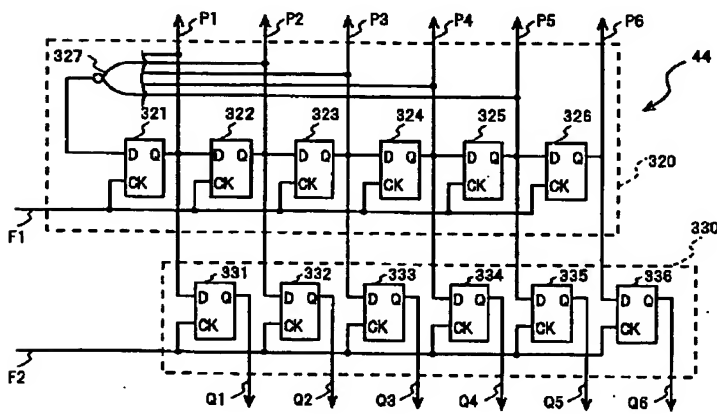 P1 P2 P3 P4 P5 P6
327
44
321 322 323 324 325 326
D Q D Q D Q D Q D Q D Q
CK CK CK CK CK CK
320
F1
330
331 332 333 334 335 336
D Q D Q D Q D Q D Q D Q
CK CK CK CK CK CK
F2
Q1 Q2 Q3 Q4 Q5 Q6